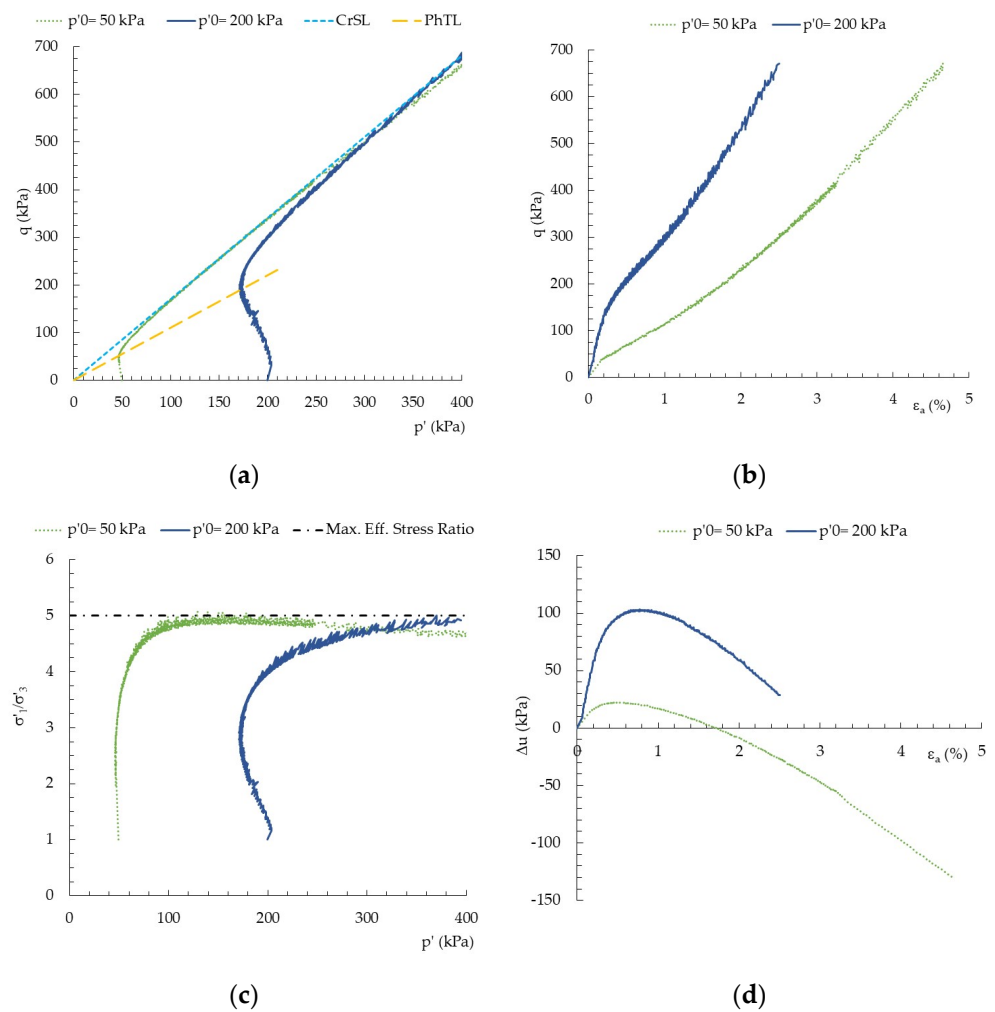 p'0= 50 kPa p'0= 200 kPa CrSL PhTL
700
600
500
400
300
200
100
0
q (kPa)
0 50 100 150 200 250 300 350 400
p' (kPa)
(a)
p'0= 50 kPa p'0= 200 kPa
700
600
500
400
300
200
100
0
q (kPa)
0 1 2 3 4 5
εa (%)
(b)
p'0= 50 kPa p'0= 200 kPa Max. Eff. Stress Ratio
6
5
4
3
2
1
0
σ'1/σ'3
0 100 200 300 400
p' (kPa)
(c)
p'0= 50 kPa p'0= 200 kPa
150
100
50
0
-50
-100
-150
Δu (kPa)
0 1 2 3 4 5
εa (%)
(d)